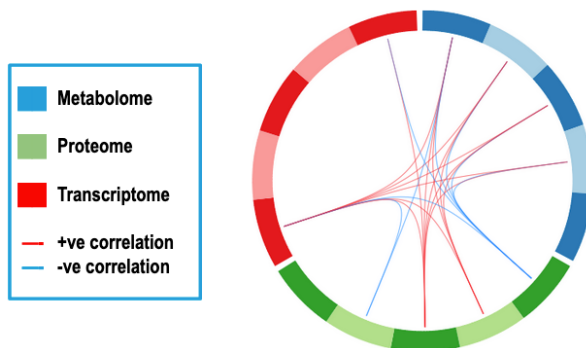 Metabolome
Proteome
Transcriptome
+ve correlation
-ve correlation